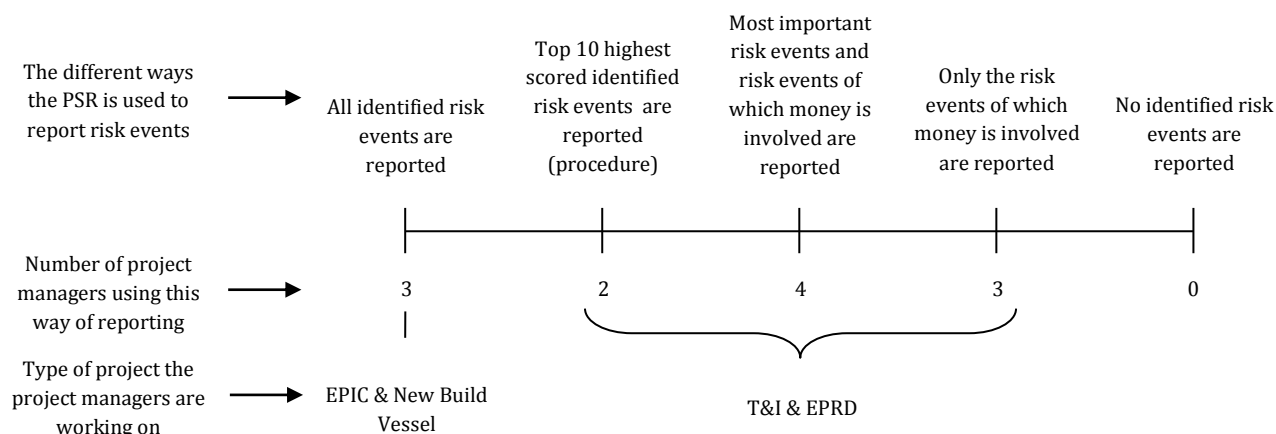 The different ways
the PSR is used to
report risk events
All identified risk
events are
reported
Top 10 highest
scored identified
risk events are
reported
(procedure)
Most important
risk events and
risk events of
which money is
involved are
reported
Only the risk
events of which
money is involved
are reported
No identified risk
events are
reported
Number of project
managers using this
way of reporting
3
2
4
3
0
Type of project the
project managers are
working on
EPIC & New Build
Vessel
T&I & EPRD